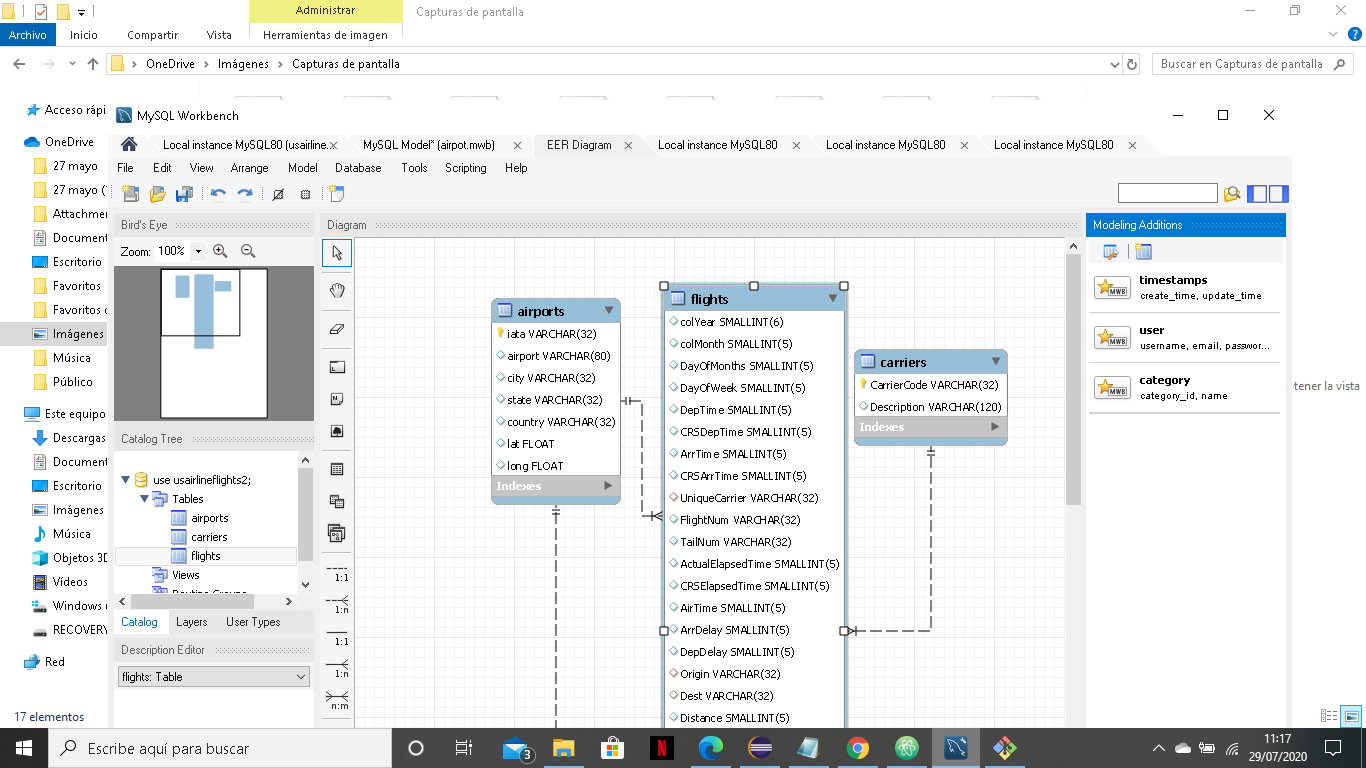 Administrar
Capturas de pantalla
Archivo
Inicio
Compartir
Vista
Herramientas de imagen
OneDrive
Imágenes
Capturas de pantalla
Buscar en Capturas de pantalla
Acceso rápi
OneDrive
27 mayo
27 mayo (
Attachmer
Document
Escritorio
Favoritos
Favoritos c
Imágenes
Música
Público
Este equipo
Descargas
Document
Escritorio
Imágenes
Música
Objetos 3D
Vídeos
Windows
RECOVERY
Red
17 elementos
MySQL Workbench
Local instance MySQL80 (usairline.
MySQL Model* (airpot.mwb)
EER Diagram
Local instance MySQL80
Local instance MySQL80
Local instance MySQL80
File
Edit
View
Arrange
Model
Database
Tools
Scripting
Help
Bird's Eye
Zoom: 100%
Catalog Tree
use usairlineflights2;
Tables
airports
carriers
flights
Views
Catalog
Layers
User Types
Description Editor
flights: Table
Diagram
1:1
1:n
1:1
1:n
n:m
airports
iata VARCHAR(32)
airport VARCHAR(80)
city VARCHAR(32)
state VARCHAR(32)
country VARCHAR(32)
lat FLOAT
long FLOAT
Indexes
flights
colYear SMALLINT(6)
colMonth SMALLINT(5)
DayOfMonths SMALLINT(5)
DayOfWeek SMALLINT(5)
DepTime SMALLINT(5)
CRSDepTime SMALLINT(5)
ArrTime SMALLINT(5)
CRSArrTime SMALLINT(5)
UniqueCarrier VARCHAR(32)
FlightNum VARCHAR(32)
TailNum VARCHAR(32)
ActualElapsedTime SMALLINT(5)
CRSElapsedTime SMALLINT(5)
AirTime SMALLINT(5)
ArrDelay SMALLINT(5)
DepDelay SMALLINT(5)
Origin VARCHAR(32)
Dest VARCHAR(32)
Distance SMALLINT(5)
carriers
CarrierCode VARCHAR(32)
Description VARCHAR(120)
Indexes
Modeling Additions
MWB
timestamps
create_time, update_time
MWB
user
username, email, passwor...
MWB
category
category_id, name
tener la vista
Escribe aquí para buscar
3
N
11:17
29/07/2020